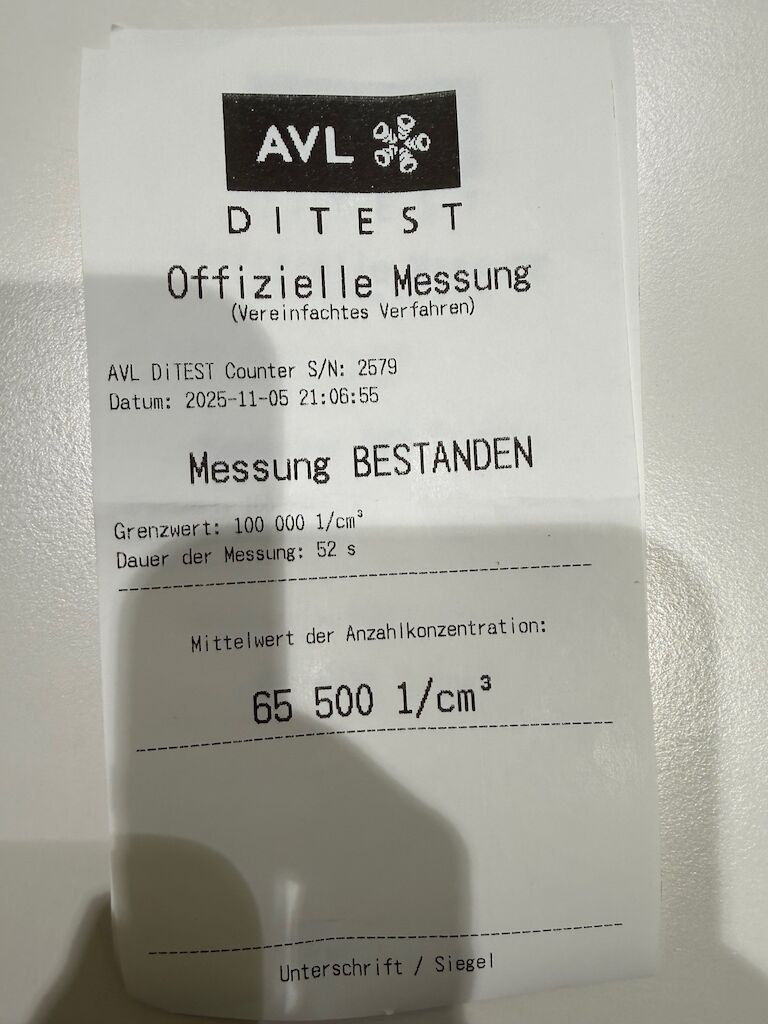 AVL
DITEST
Offizielle Messung
(Vereinfachtes Verfahren)
AVL DiTEST Counter S/N: 2579
Datum: 2025-11-05 21:06:55
Messung BESTANDEN
Grenzwert: 100 000 1/cm³
Dauer der Messung: 52 s
Mittelwert der Anzahlkonzentration:
65 500 1/cm³
Unterschrift / Siegel